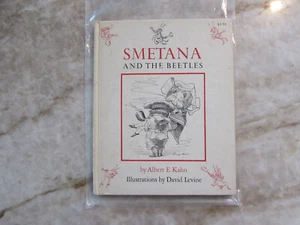 SMETANA
AND THE BEETLES
by Albert E. Kahn
Illustrations by David Levine